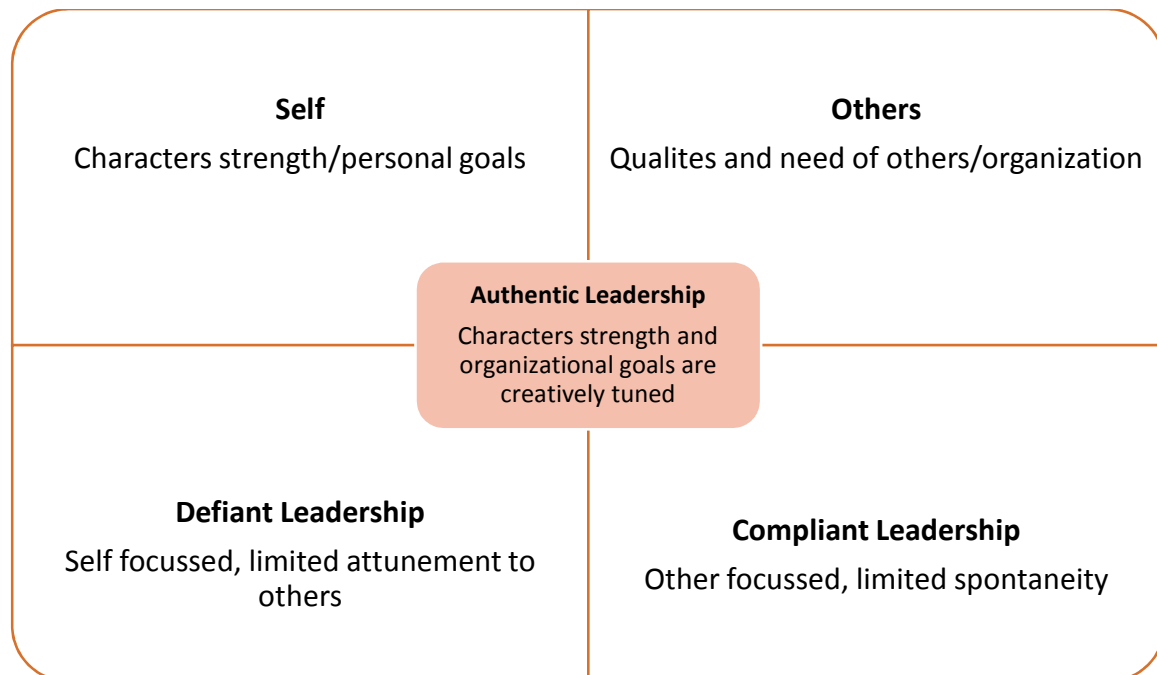 Self
Characters strength/personal goals
Others
Qualites and need of others/organization
Authentic Leadership
Characters strength and
organizational goals are
creatively tuned
Defiant Leadership
Self focussed, limited attunement to
others
Compliant Leadership
Other focussed, limited spontaneity